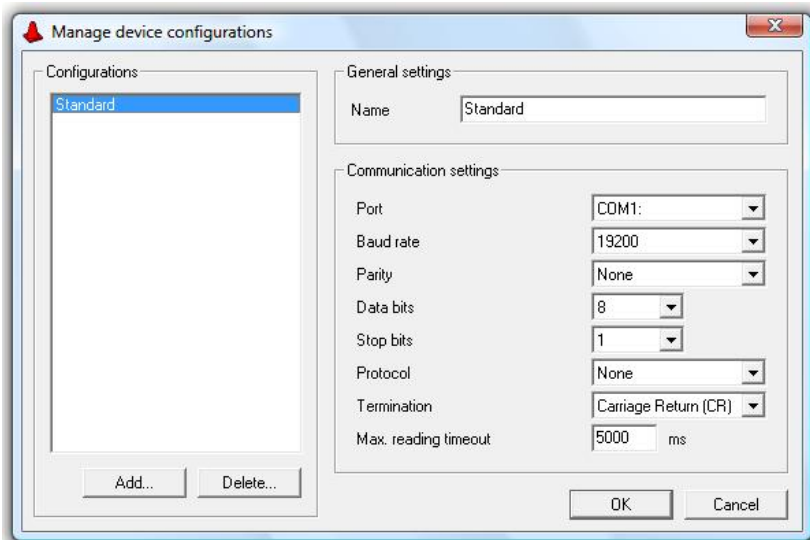 Manage device configurations
Configurations
Standard
Add...
Delete...
General settings
Name
Standard
Communication settings
Port
COM1:
Baud rate
19200
Parity
None
Data bits
8
Stop bits
1
Protocol
None
Termination
Carriage Return (CR)
Max. reading timeout
5000
ms
OK
Cancel